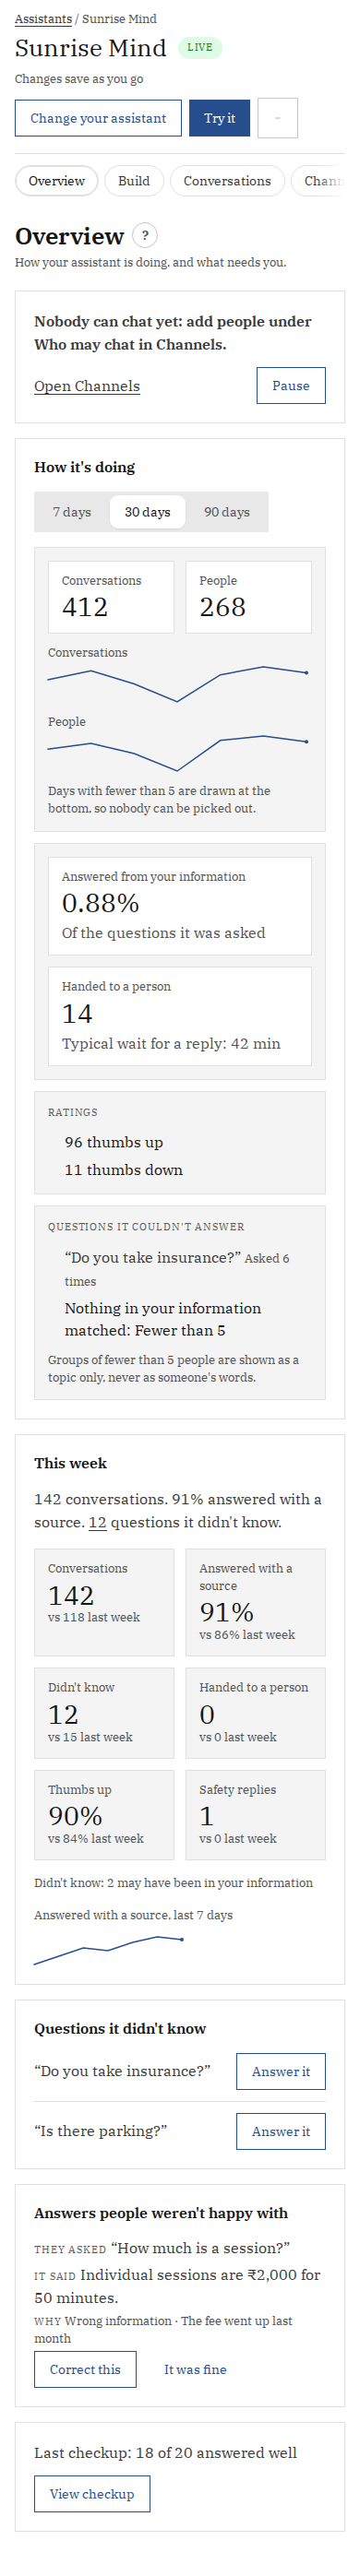 Assistants / Sunrise Mind
Sunrise Mind LIVE
Changes save as you go
Change your assistant Try it
Overview Build Conversations Chann
Overview ?
How your assistant is doing, and what needs you.
Nobody can chat yet: add people under
Who may chat in Channels.
Open Channels Pause
How it's doing
7 days 30 days 90 days
Conversations People
412 268
Conversations
People
Days with fewer than 5 are drawn at the
bottom, so nobody can be picked out.
Answered from your information
0.88%
Of the questions it was asked
Handed to a person
14
Typical wait for a reply: 42 min
RATINGS
96 thumbs up
11 thumbs down
QUESTIONS IT COULDN'T ANSWER
“Do you take insurance?” Asked 6
times
Nothing in your information
matched: Fewer than 5
Groups of fewer than 5 people are shown as a
topic only, never as someone's words.
This week
142 conversations. 91% answered with a
source. 12 questions it didn't know.
Conversations
142
vs 118 last week
Answered with a
source
91%
vs 86% last week
Didn't know
12
vs 15 last week
Handed to a person
0
vs 0 last week
Thumbs up
90%
vs 84% last week
Safety replies
1
vs 0 last week
Didn't know: 2 may have been in your information
Answered with a source, last 7 days
Questions it didn't know
“Do you take insurance?” Answer it
“Is there parking?” Answer it
Answers people weren't happy with
THEY ASKED “How much is a session?”
IT SAID Individual sessions are ₹2,000 for
50 minutes.
WHY Wrong information · The fee went up last
month
Correct this It was fine
Last checkup: 18 of 20 answered well
View checkup